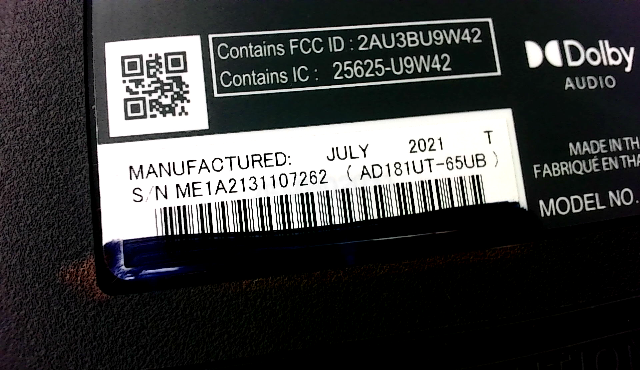 Contains FCC ID : 2AU3BU9W42
Contains IC : 25625-U9W42
Dolby
AUDIO
MANUFACTURED: JULY 2021 T
S/N ME1A2131107262 ( AD181UT-65UB )
MADE IN TH
FABRIQUÉ EN THA
MODEL NO.